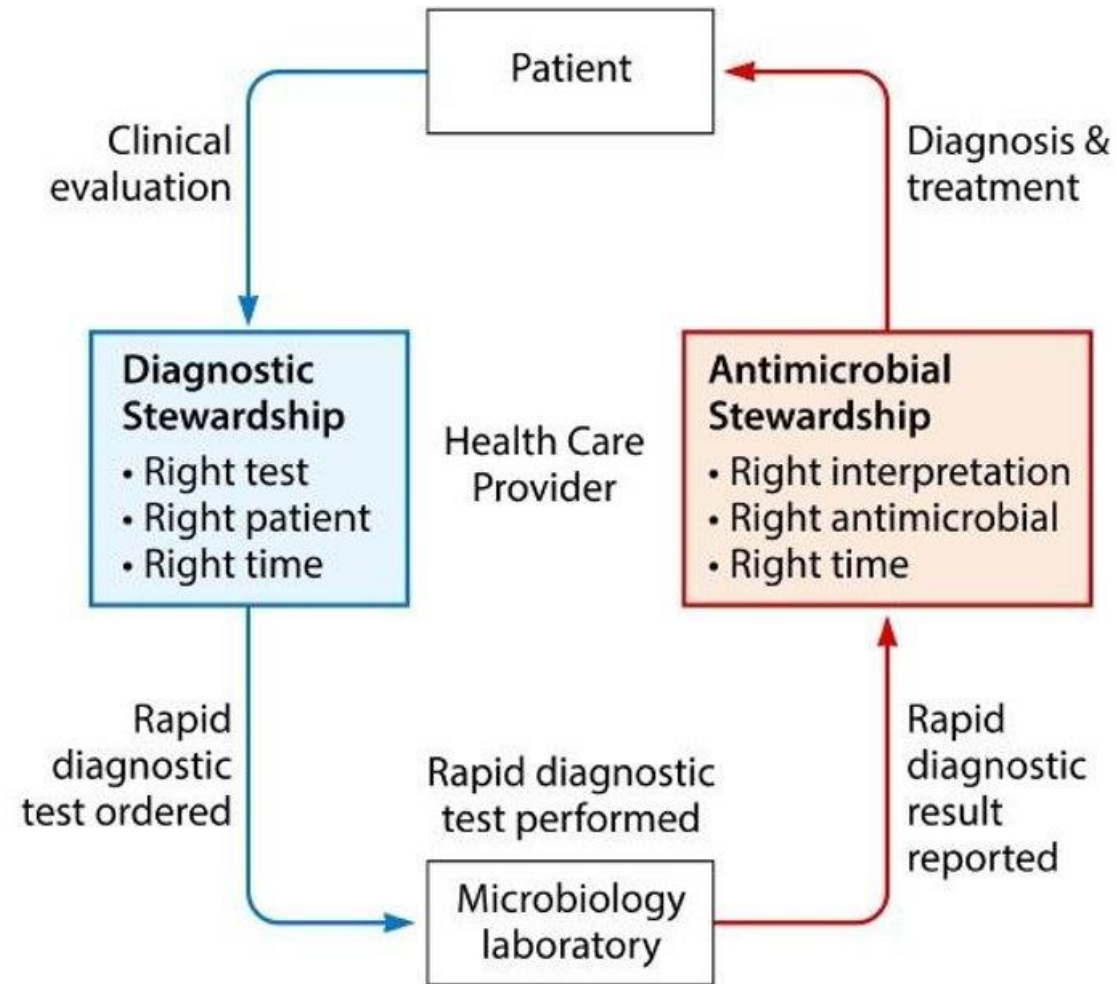 Patient
Clinical
evaluation
Diagnosis &
treatment
Diagnostic
Stewardship
• Right test
• Right patient
• Right time
Health Care
Provider
Antimicrobial
Stewardship
• Right interpretation
• Right antimicrobial
• Right time
Rapid
diagnostic
test ordered
Rapid diagnostic
test performed
Microbiology
laboratory
Rapid
diagnostic
result
reported